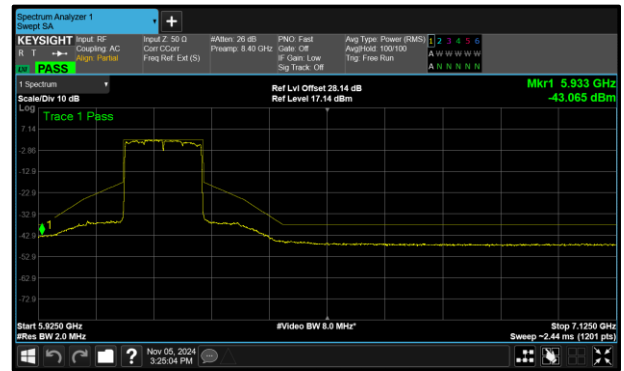 Spectrum Analyzer 1
Swept SA
+
KEYSIGHT Input: RF Input Z: 50 Ω #Atten: 26 dB PNO: Fast Avg Type: Power (RMS) 1 2 3 4 5 6
R T Coupling: AC Corr CCorr Preamp: 8.40 GHz Gate: Off Avg|Hold: 100/100 A W W W W W
Align: Partial Freq Ref: Ext (S) IF Gain: Low Trig: Free Run
PASS Sig Track: Off A N N N N N
1 Spectrum Ref Lvl Offset 28.14 dB Mkr1 5.933 GHz
Scale/Div 10 dB Ref Level 17.14 dBm -43.065 dBm
Log
Trace 1 Pass
7.14
-2.86
-12.9
-22.9
-32.9
1
-42.9
-52.9
-62.9
-72.9
Start 5.9250 GHz #Video BW 8.0 MHz* Stop 7.1250 GHz
#Res BW 2.0 MHz Sweep ~2.44 ms (1201 pts)
? Nov 05, 2024
3:25:04 PM